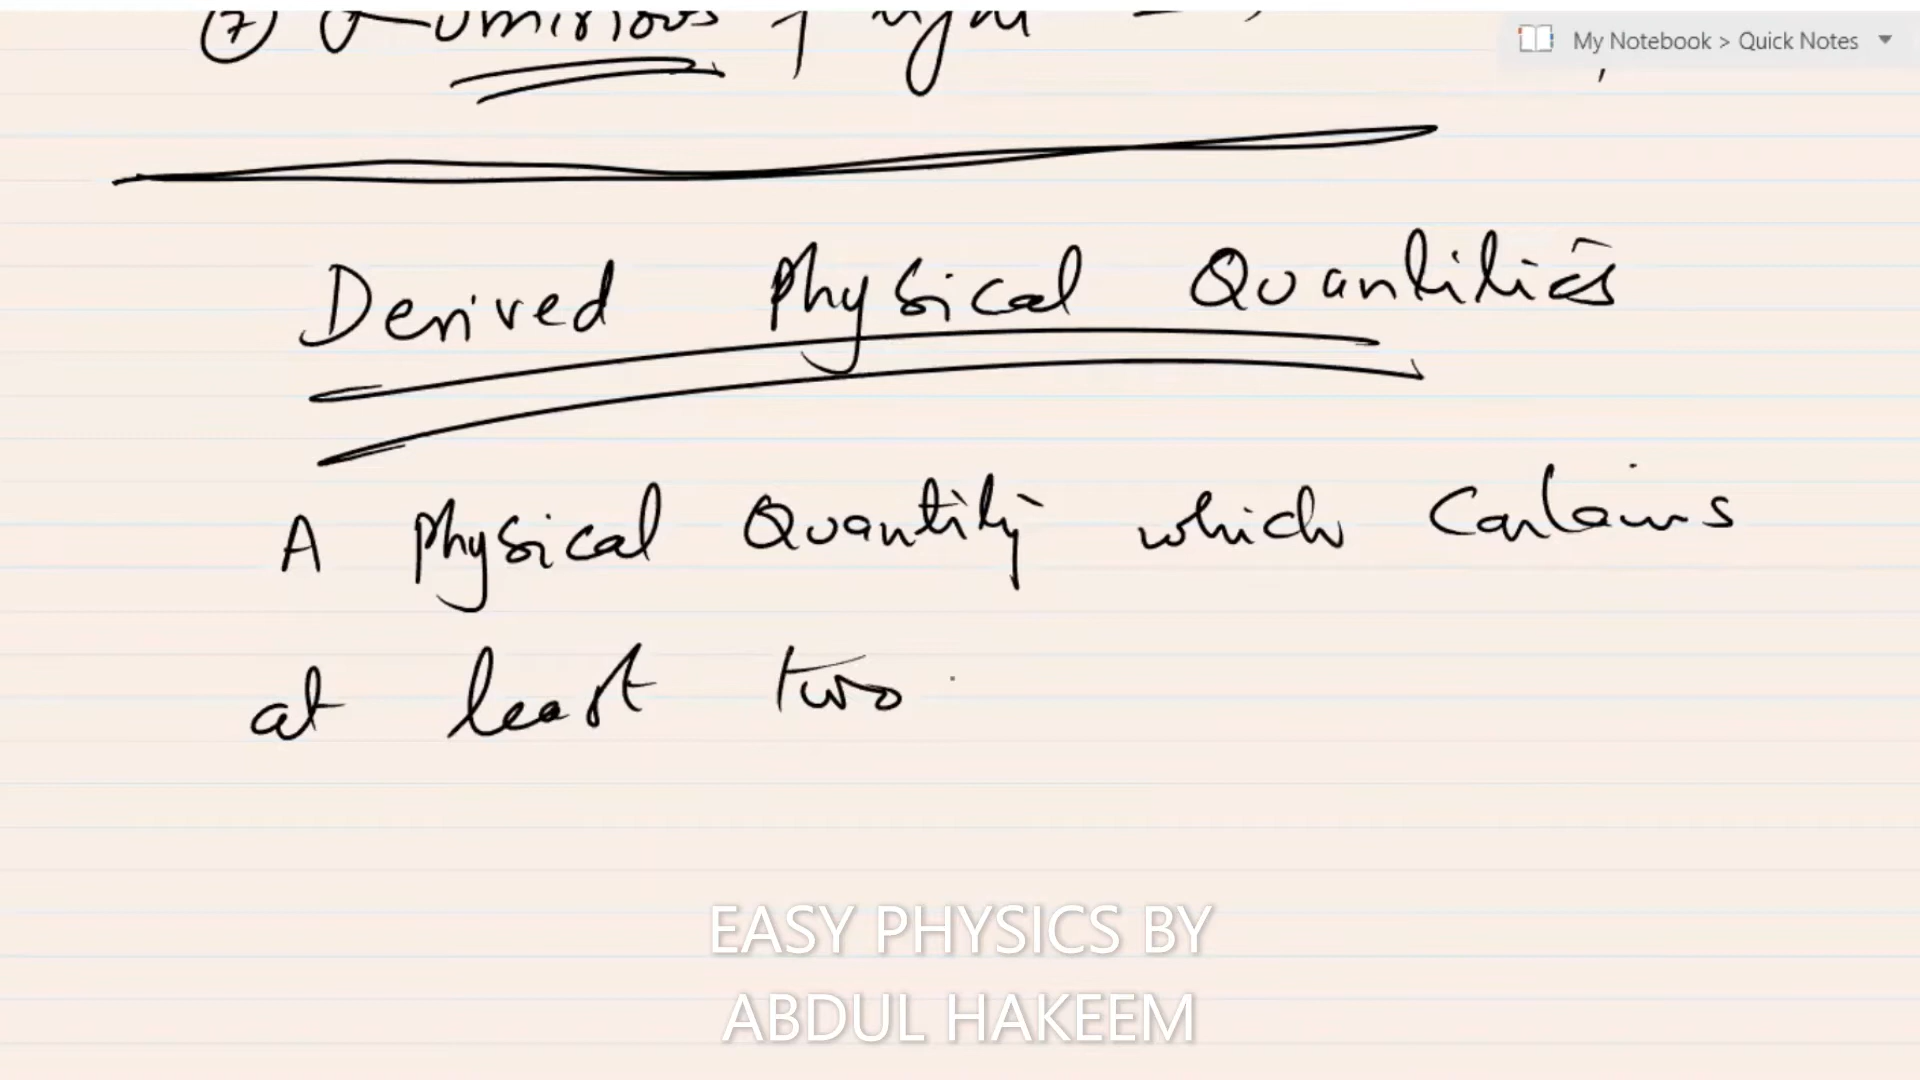 My Notebook > Quick Notes
Derived Physical Quantities
A Physical Quantity which Contains
at least two
EASY PHYSICS BY
ABDUL HAKEEM